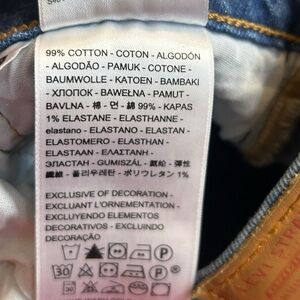 99% COTTON - COTON - ALGODÓN
- ALGODÃO - PAMUK - COTONE -
BAUMWOLLE - KATOEN - BAMBAKI
- ХЛОПОК - BAWEŁNA - PAMUT -
BAVLNA - 棉 - 면 - 綿 99% - KAPAS
1% ELASTANE - ELASTHANNE -
elastano - ELASTANO - ELASTAN -
ELASTOMERO - ELASTHAN -
ELASTAAN - ΕΛΑΣΤΑΝΗ -
ЭЛАСТАН - GUMISZÁL - 氨纶 - 彈性
纖維 - 폴리우레탄 - ポリウレタン 1%
EXCLUSIVE OF DECORATION -
EXCLUANT L'ORNEMENTATION -
EXCLUYENDO ELEMENTOS
DECORATIVOS - EXCLUINDO
DECORAÇÃO
P
30
P
LEVI STR